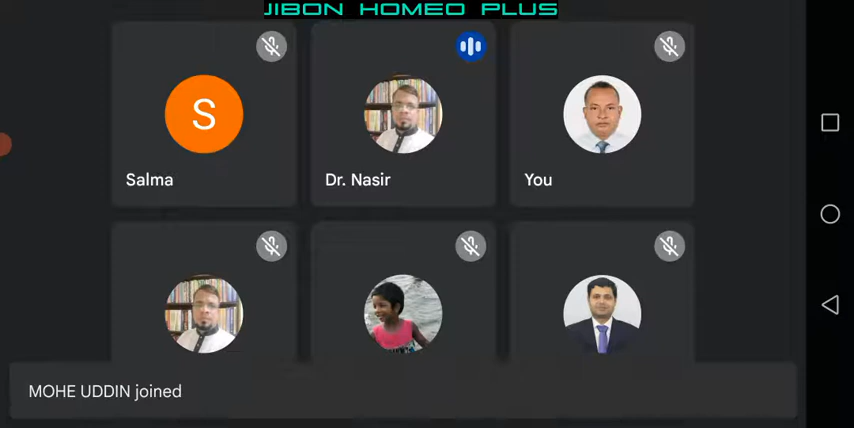 JIBON HOMEO PLUS
S
Salma
Dr. Nasir
You
MOHE UDDIN joined